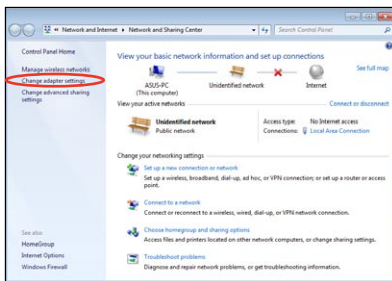 Network and Internet ▸ Network and Sharing Center
Search Control Panel
Control Panel Home
Manage wireless networks
Change adapter settings
Change advanced sharing
settings
See also
HomeGroup
Internet Options
Windows Firewall
View your basic network information and set up connections
See full map
ASUS-PC
(This computer)
Unidentified network
Internet
View your active networks
Connect or disconnect
Unidentified network
Public network
Access type: No Internet access
Connections: Local Area Connection
Change your networking settings
Set up a new connection or network
Set up a wireless, broadband, dial-up, ad hoc, or VPN connection; or set up a router or access
point.
Connect to a network
Connect or reconnect to a wireless, wired, dial-up, or VPN network connection.
Choose homegroup and sharing options
Access files and printers located on other network computers, or change sharing settings.
Troubleshoot problems
Diagnose and repair network problems, or get troubleshooting information.